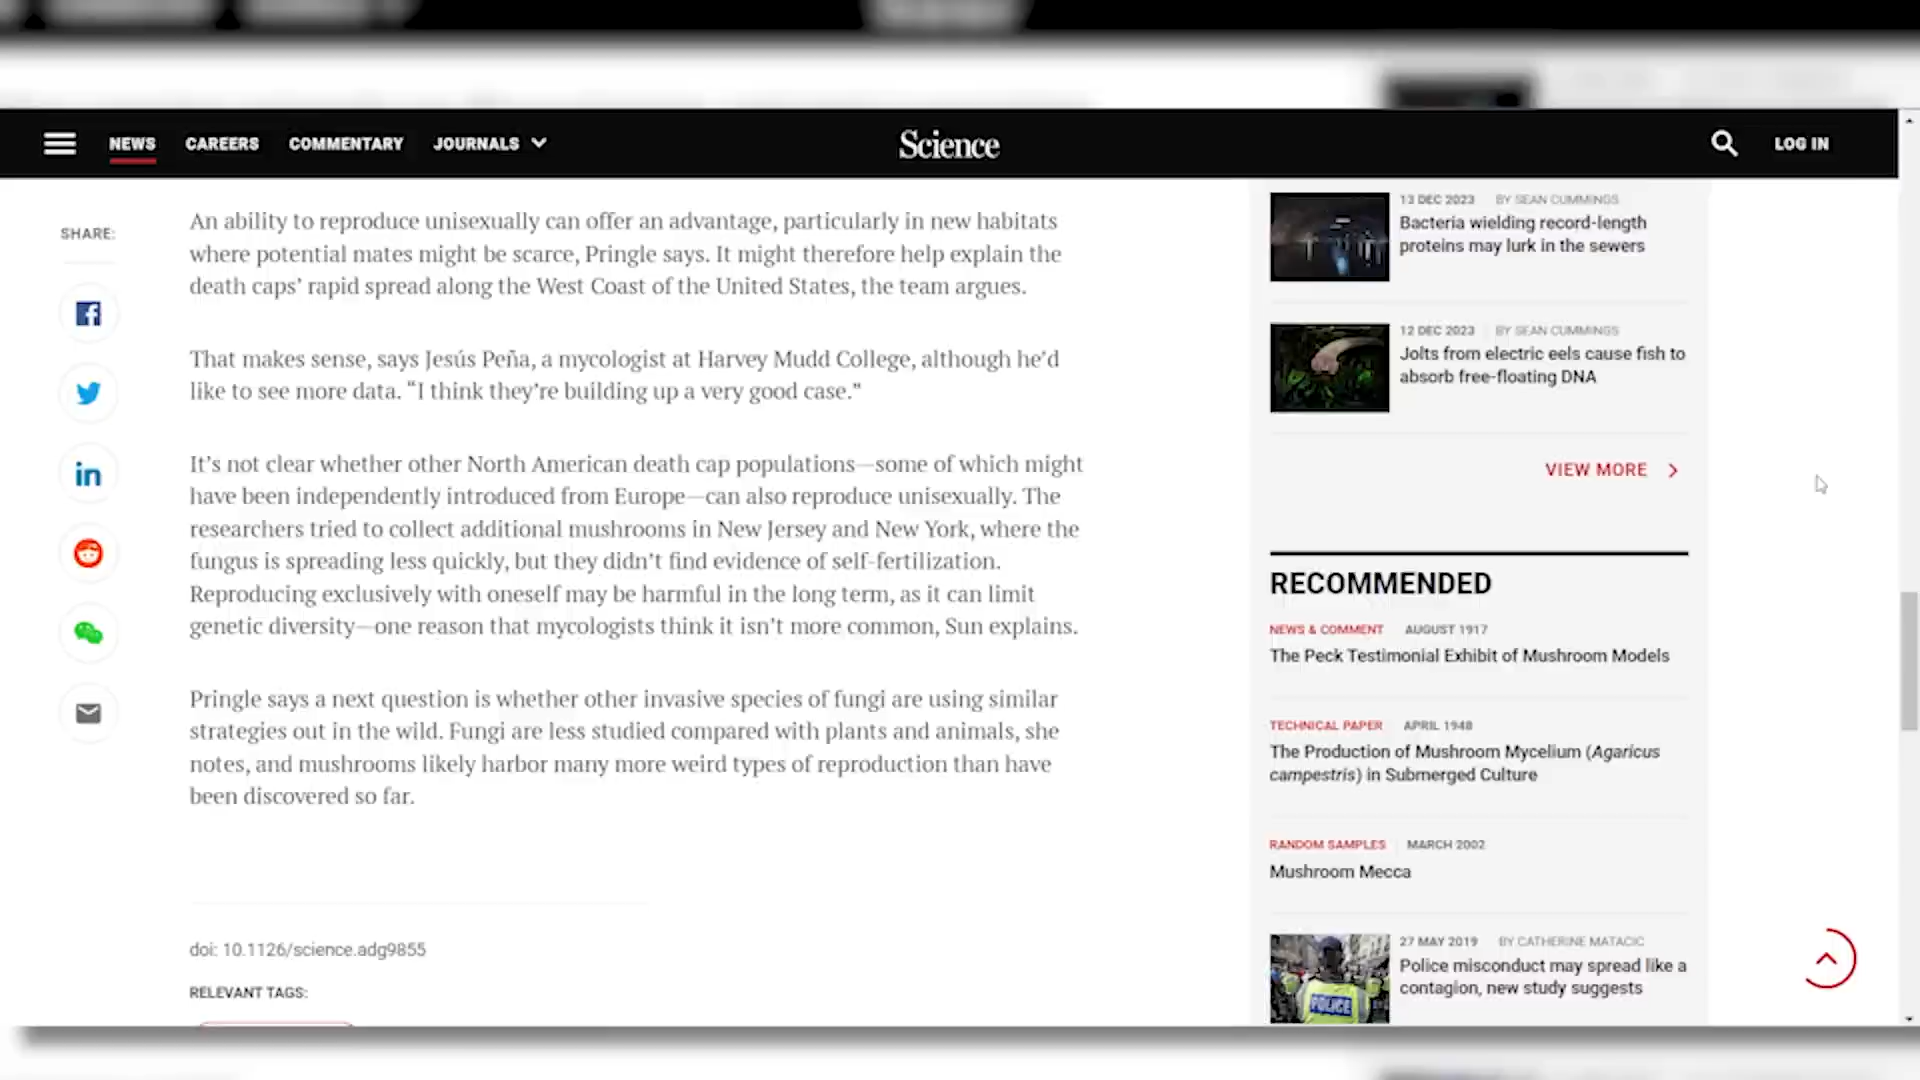 NEWS CAREERS COMMENTARY JOURNALS
Science
LOG IN
SHARE:
An ability to reproduce unisexually can offer an advantage, particularly in new habitats
where potential mates might be scarce, Pringle says. It might therefore help explain the
death caps’ rapid spread along the West Coast of the United States, the team argues.
That makes sense, says Jesús Peña, a mycologist at Harvey Mudd College, although he’d
like to see more data. “I think they’re building up a very good case.”
It’s not clear whether other North American death cap populations—some of which might
have been independently introduced from Europe—can also reproduce unisexually. The
researchers tried to collect additional mushrooms in New Jersey and New York, where the
fungus is spreading less quickly, but they didn’t find evidence of self-fertilization.
Reproducing exclusively with oneself may be harmful in the long term, as it can limit
genetic diversity—one reason that mycologists think it isn’t more common, Sun explains.
Pringle says a next question is whether other invasive species of fungi are using similar
strategies out in the wild. Fungi are less studied compared with plants and animals, she
notes, and mushrooms likely harbor many more weird types of reproduction than have
been discovered so far.
doi: 10.1126/science.adg9855
RELEVANT TAGS:
13 DEC 2023 BY SEAN CUMMINGS
Bacteria wielding record-length
proteins may lurk in the sewers
12 DEC 2023 BY SEAN CUMMINGS
Jolts from electric eels cause fish to
absorb free-floating DNA
VIEW MORE
RECOMMENDED
NEWS & COMMENT AUGUST 1917
The Peck Testimonial Exhibit of Mushroom Models
TECHNICAL PAPER APRIL 1948
The Production of Mushroom Mycelium (Agaricus
campestris) in Submerged Culture
RANDOM SAMPLES MARCH 2002
Mushroom Mecca
27 MAY 2019 BY CATHERINE MATACIC
Police misconduct may spread like a
contagion, new study suggests
POLICE